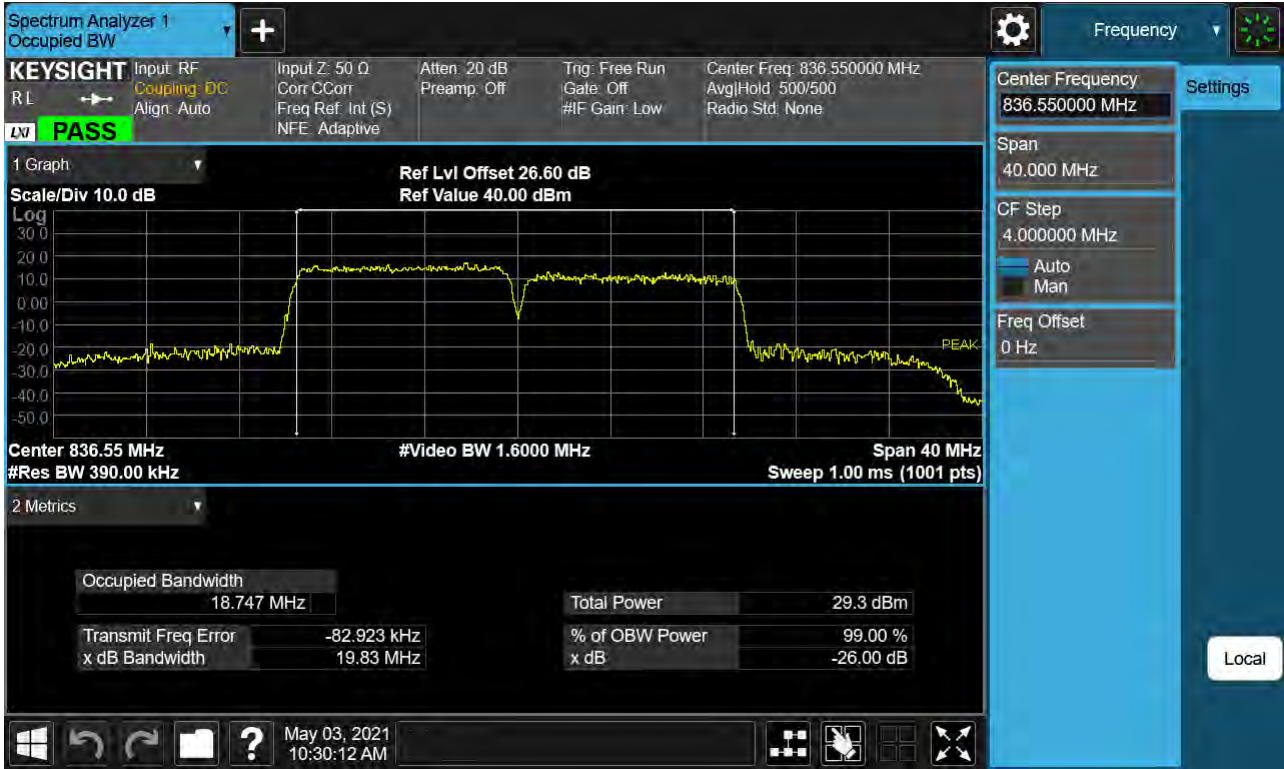 Spectrum Analyzer 1
Occupied BW
Frequency
KEYSIGHT
R L
LXI
PASS
Input: RF
Coupling: DC
Align: Auto
Input Z: 50 Ω
Corr CCorr
Freq Ref: Int (S)
NFE: Adaptive
Atten: 20 dB
Preamp: Off
Trig: Free Run
Gate: Off
#IF Gain: Low
Center Freq: 836.550000 MHz
Avg|Hold: 500/500
Radio Std: None
1 Graph
Scale/Div 10.0 dB
Ref Lvl Offset 26.60 dB
Ref Value 40.00 dBm
Log
30.0
20.0
10.0
0.00
-10.0
-20.0
-30.0
-40.0
-50.0
PEAK
Center 836.55 MHz
#Video BW 1.6000 MHz
Span 40 MHz
#Res BW 390.00 kHz
Sweep 1.00 ms (1001 pts)
2 Metrics
Occupied Bandwidth
18.747 MHz
Total Power 29.3 dBm
Transmit Freq Error -82.923 kHz
% of OBW Power 99.00 %
x dB Bandwidth 19.83 MHz
x dB -26.00 dB
?
May 03, 2021
10:30:12 AM
Center Frequency
836.550000 MHz
Settings
Span
40.000 MHz
CF Step
4.000000 MHz
Auto
Man
Freq Offset
0 Hz
Local